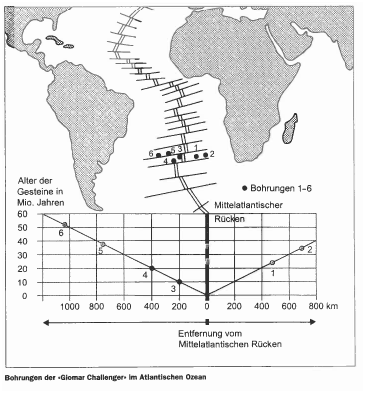 6 5 3 1 2
4
● Bohrungen 1–6
Alter der
Gesteine in
Mio. Jahren
Mittelatlantischer
Rücken
60
50
40
30
20
10
0
6
5
4
3
1
2
1000 800 600 400 200 0 200 400 600 800 km
Entfernung vom
Mittelatlantischen Rücken
Bohrungen der «Glomar Challenger» im Atlantischen Ozean